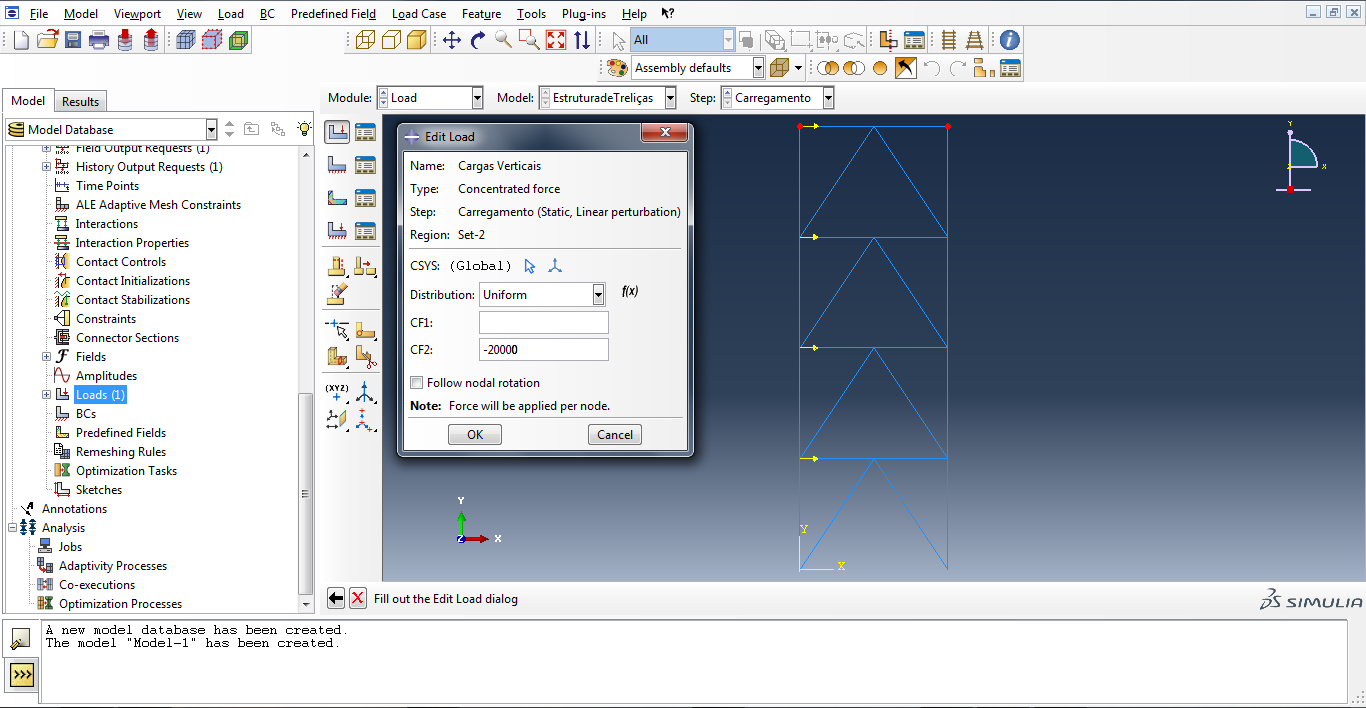 File Model Viewport View Load BC Predefined Field Load Case Feature Tools Plug-ins Help
All
Assembly defaults
Model Results
Module: Load Model: EstruturadeTreliças Step: Carregamento
Model Database
Field Output Requests (1)
History Output Requests (1)
Time Points
ALE Adaptive Mesh Constraints
Interactions
Interaction Properties
Contact Controls
Contact Initializations
Contact Stabilizations
Constraints
Connector Sections
Fields
Amplitudes
Loads (1)
BCs
Predefined Fields
Remeshing Rules
Optimization Tasks
Sketches
Annotations
Analysis
Jobs
Adaptivity Processes
Co-executions
Optimization Processes
(XYZ)
Edit Load
Name: Cargas Verticais
Type: Concentrated force
Step: Carregamento (Static, Linear perturbation)
Region: Set-2
CSYS: (Global)
Distribution: Uniform f(x)
CF1:
CF2: -20000
Follow nodal rotation
Note: Force will be applied per node.
OK Cancel
Y
Z X
Y
X
Y
Z X
Fill out the Edit Load dialog
SIMULIA
A new model database has been created.
The model "Model-1" has been created.
>>>